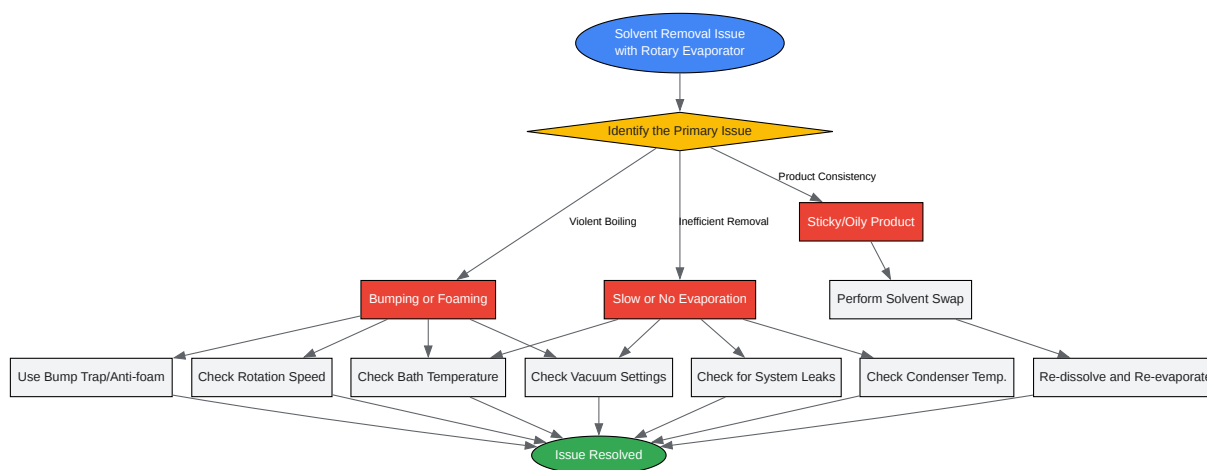 Solvent Removal Issue
with Rotary Evaporator
Identify the Primary Issue
Product Consistency
Violent Boiling
Inefficient Removal
Sticky/Oily Product
Bumping or Foaming
Slow or No Evaporation
Perform Solvent Swap
Use Bump Trap/Anti-foam
Check Rotation Speed
Check Bath Temperature
Check Vacuum Settings
Check for System Leaks
Check Condenser Temp.
Re-dissolve and Re-evaporate
Issue Resolved